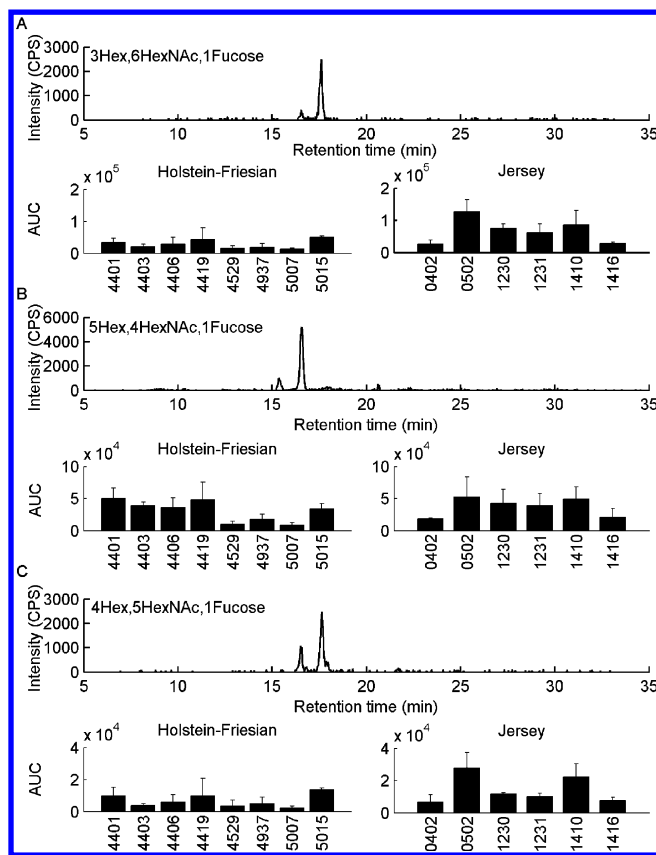 A
3Hex,6HexNAc,1Fucose
Intensity (CPS)
3000
2000
1000
0
5 10 15 20 25 30 35
Retention time (min)
Holstein-Friesian
x 10^5
AUC
2
1
0
4401 4403 4406 4419 4529 4937 5007 5015
Jersey
x 10^5
2
1
0
0402 0502 1230 1231 1410 1416
B
5Hex,4HexNAc,1Fucose
Intensity (CPS)
6000
4000
2000
0
5 10 15 20 25 30 35
Retention time (min)
Holstein-Friesian
x 10^4
AUC
10
5
0
4401 4403 4406 4419 4529 4937 5007 5015
Jersey
x 10^4
10
5
0
0402 0502 1230 1231 1410 1416
C
4Hex,5HexNAc,1Fucose
Intensity (CPS)
3000
2000
1000
0
5 10 15 20 25 30 35
Retention time (min)
Holstein-Friesian
x 10^4
AUC
4
2
0
4401 4403 4406 4419 4529 4937 5007 5015
Jersey
x 10^4
4
2
0
0402 0502 1230 1231 1410 1416